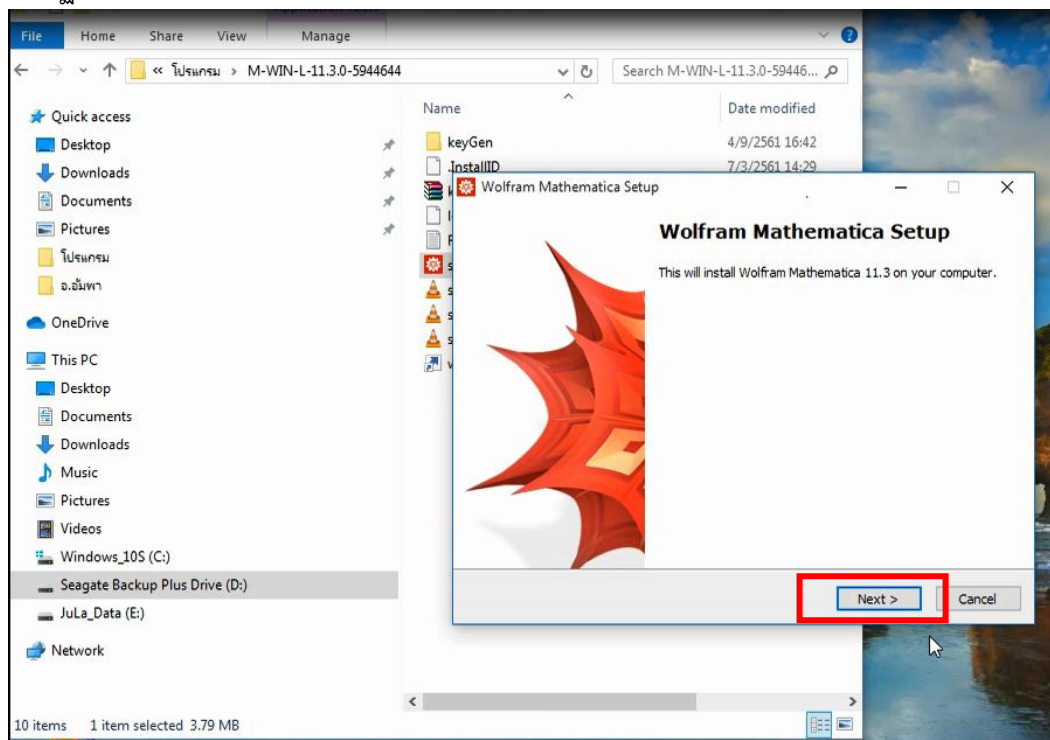 File Home Share View Manage
« โปรแกรม › M-WIN-L-11.3.0-5944644
Search M-WIN-L-11.3.0-59446...
Name Date modified
Quick access
Desktop
Downloads
Documents
Pictures
โปรแกรม
อ.อัมพา
OneDrive
This PC
Desktop
Documents
Downloads
Music
Pictures
Videos
Windows_10S (C:)
Seagate Backup Plus Drive (D:)
JuLa_Data (E:)
Network
keyGen 4/9/2561 16:42
.InstallID 7/3/2561 14:29
Wolfram Mathematica Setup
Wolfram Mathematica Setup
This will install Wolfram Mathematica 11.3 on your computer.
Next > Cancel
10 items 1 item selected 3.79 MB